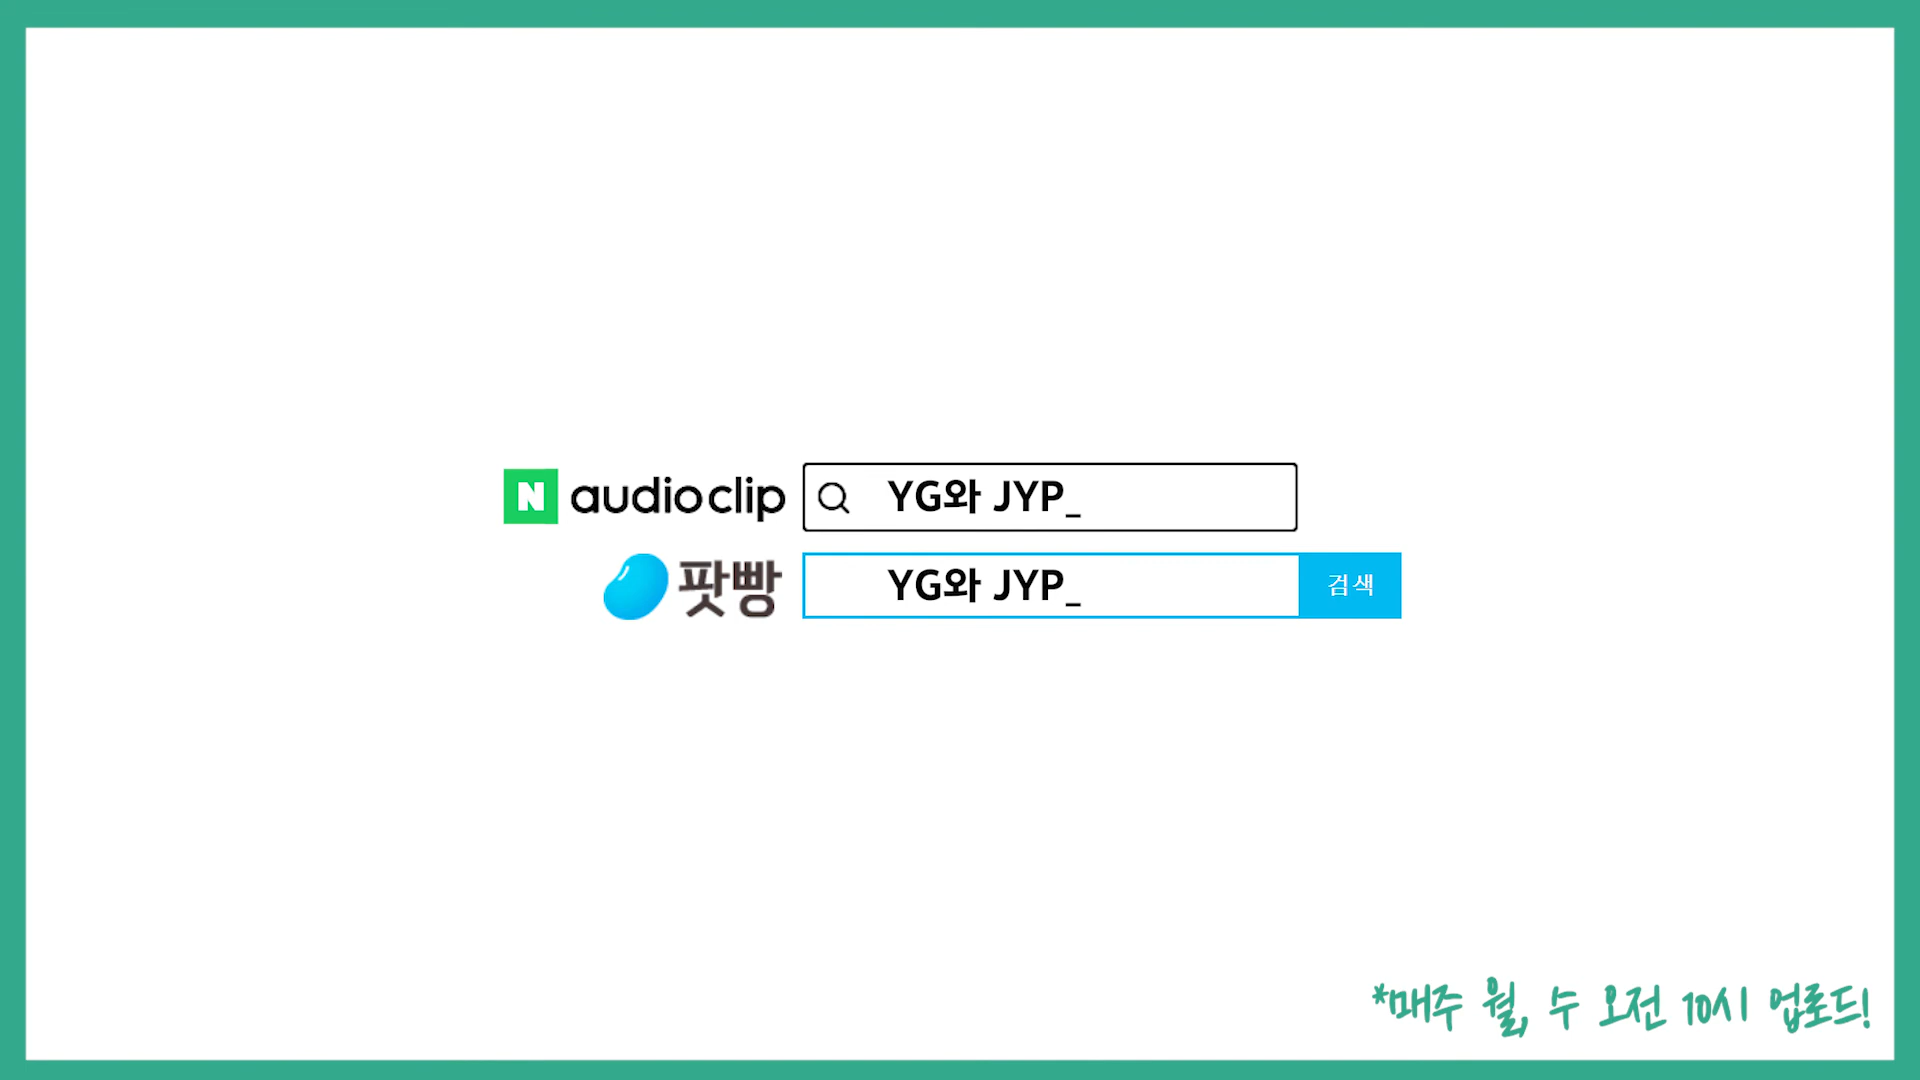 N audioclip YG와 JYP_
팟빵 YG와 JYP_ 검색
*매주 월, 수 오전 10시 업로드!